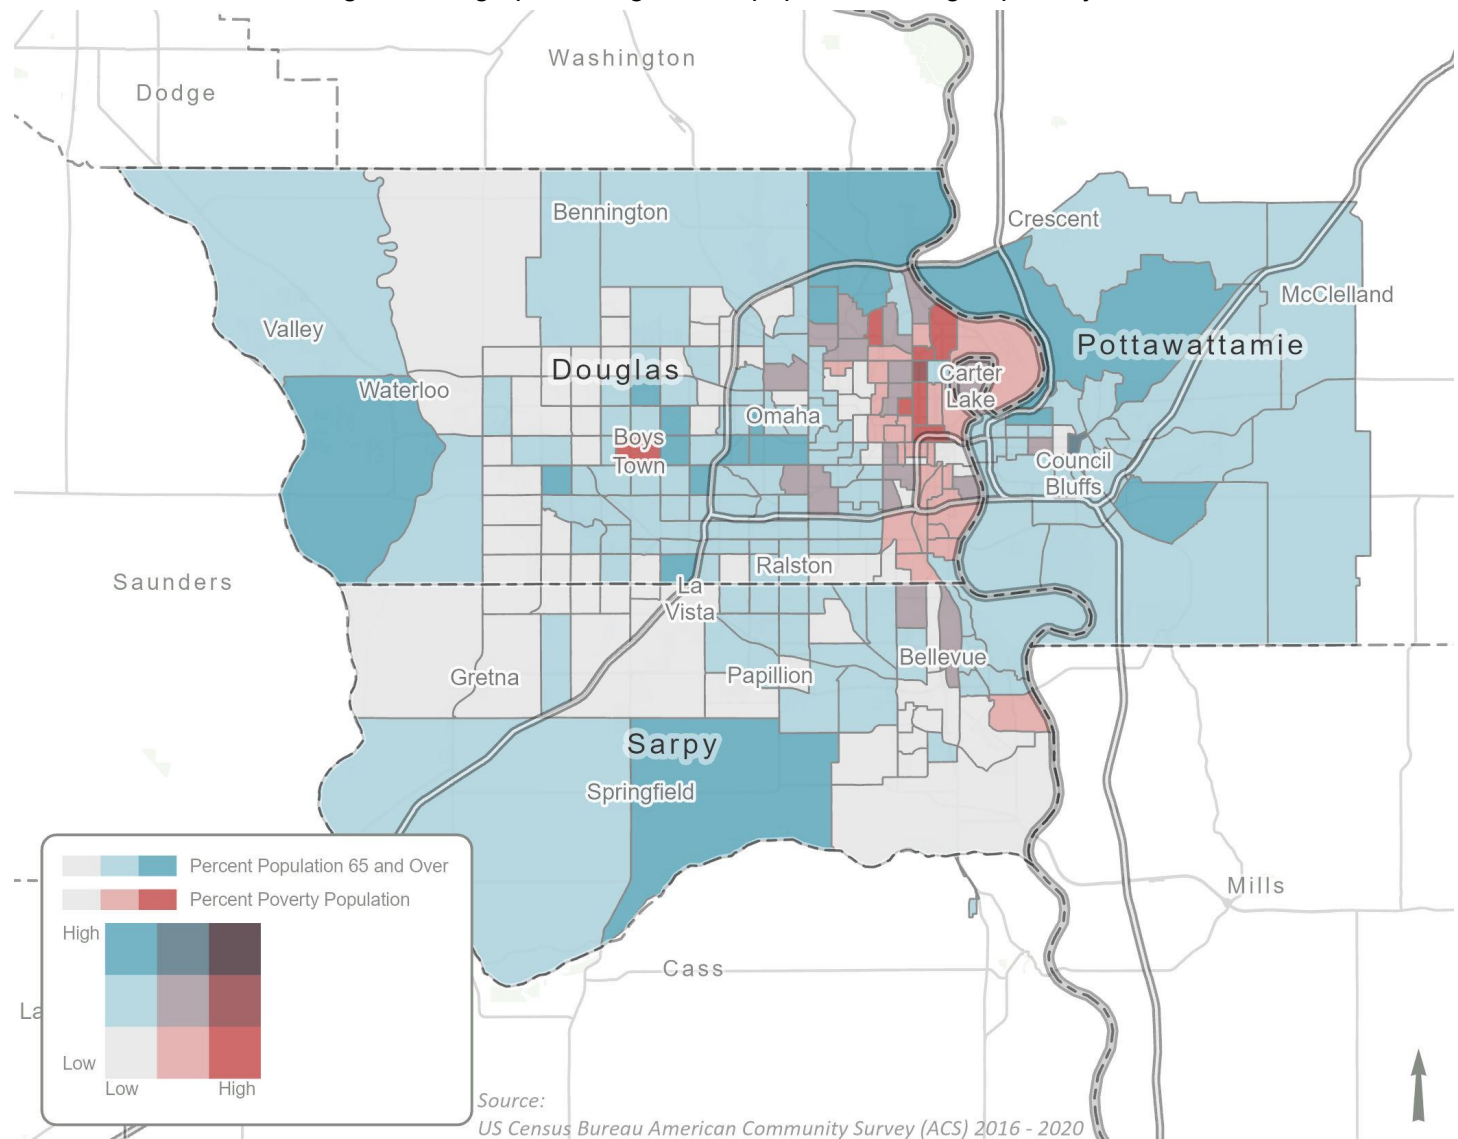 Washington
Dodge
Bennington
Crescent
McClelland
Valley
Pottawattamie
Douglas
Carter
Lake
Waterloo
Omaha
Boys
Town
Council
Bluffs
Ralston
Saunders
La
Vista
Bellevue
Gretna
Papillion
Sarpy
Springfield
Percent Population 65 and Over
Percent Poverty Population
High
Low
Low
High
Mills
Cass
La
Source:
US Census Bureau American Community Survey (ACS) 2016 - 2020